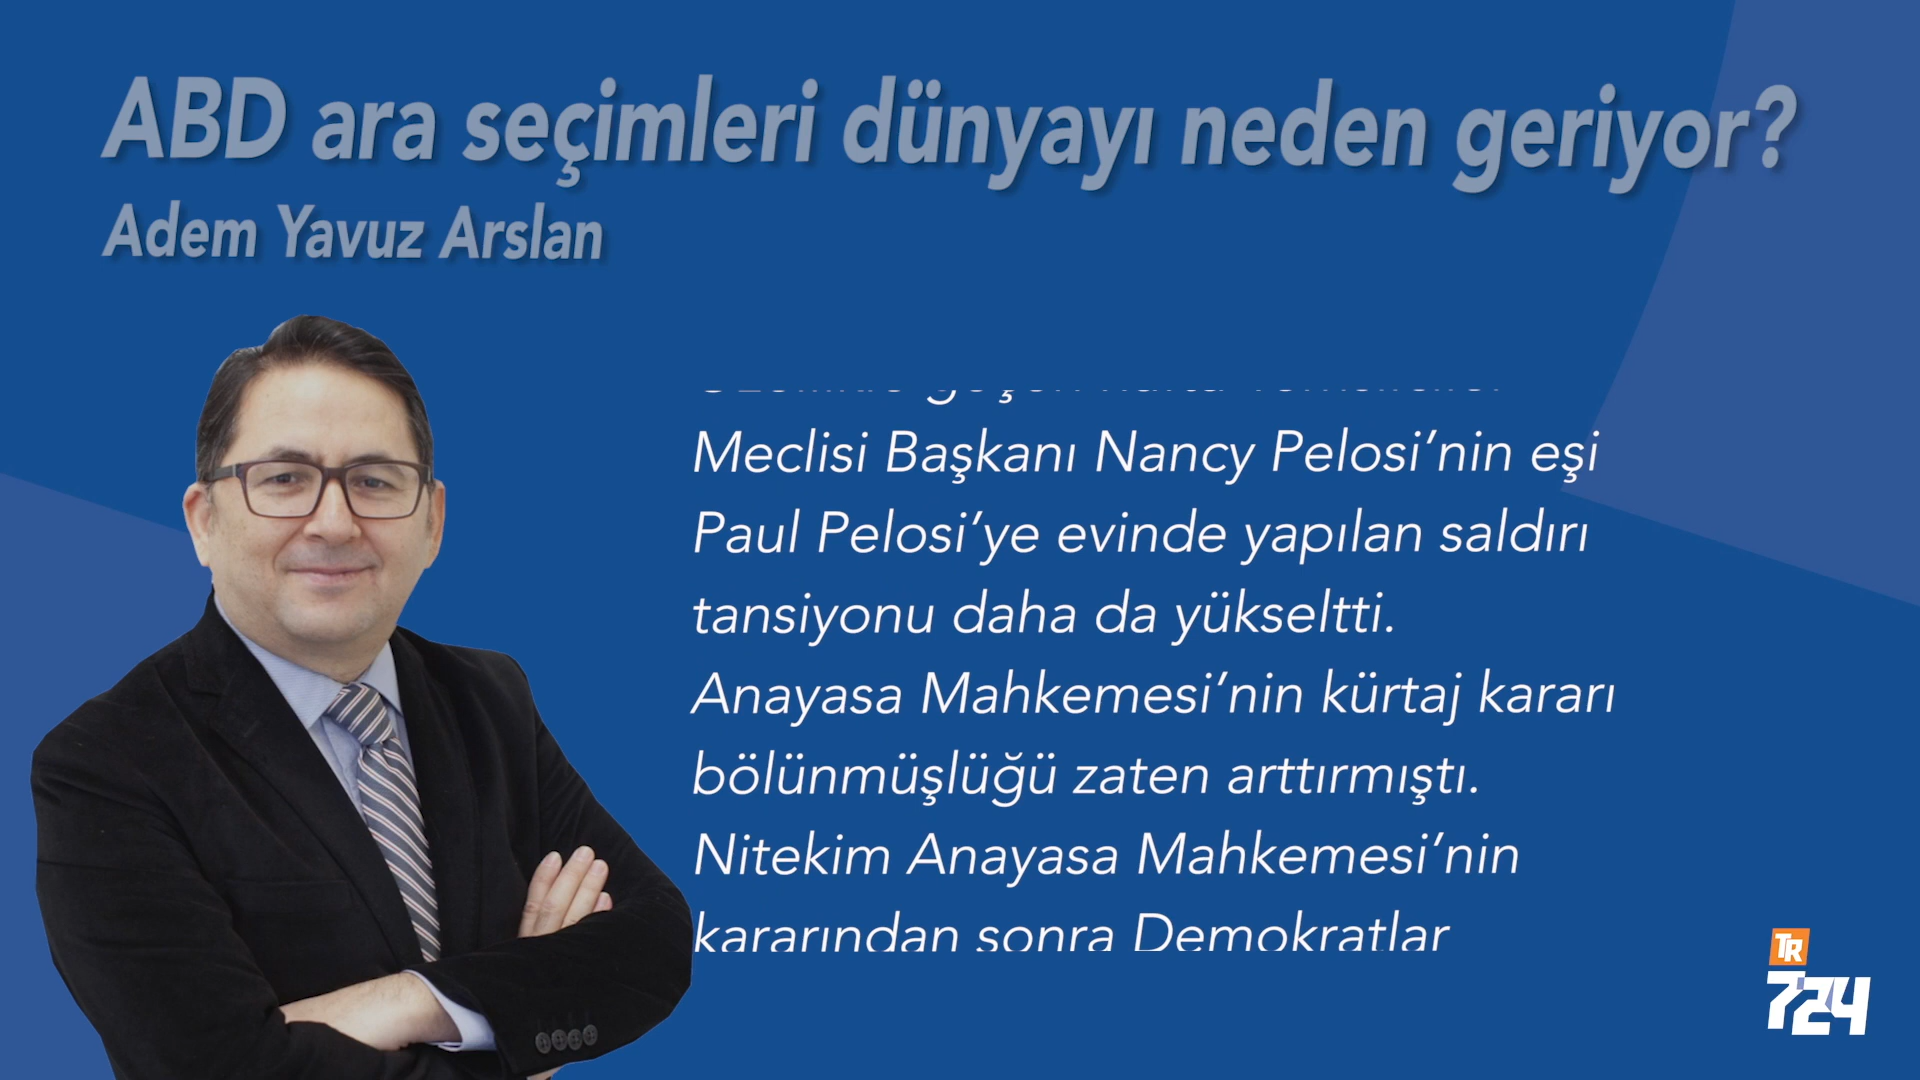 ABD ara seçimleri dünyayı neden geriyor?
Adem Yavuz Arslan
Meclisi Başkanı Nancy Pelosi’nin eşi
Paul Pelosi’ye evinde yapılan saldırı
tansiyonu daha da yükseltti.
Anayasa Mahkemesi’nin kürtaj kararı
bölünmüşlüğü zaten arttırmıştı.
Nitekim Anayasa Mahkemesi’nin
kararından sonra Demokratlar
TR
724